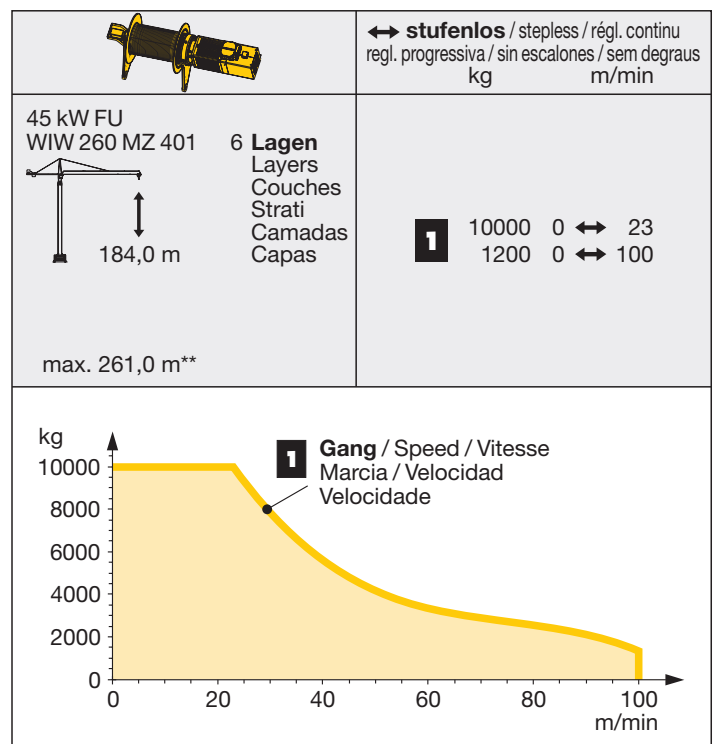 ↔ stufenlos / stepless / régl. continu
regl. progressiva / sin escalones / sem degraus
kg m/min
45 kW FU
WIW 260 MZ 401
6 Lagen
Layers
Couches
Strati
Camadas
Capas
184,0 m
max. 261,0 m**
1
10000 0 ↔ 23
1200 0 ↔ 100
kg
10000
8000
6000
4000
2000
0
1
Gang / Speed / Vitesse
Marcia / Velocidad
Velocidade
0 20 40 60 80 100
m/min